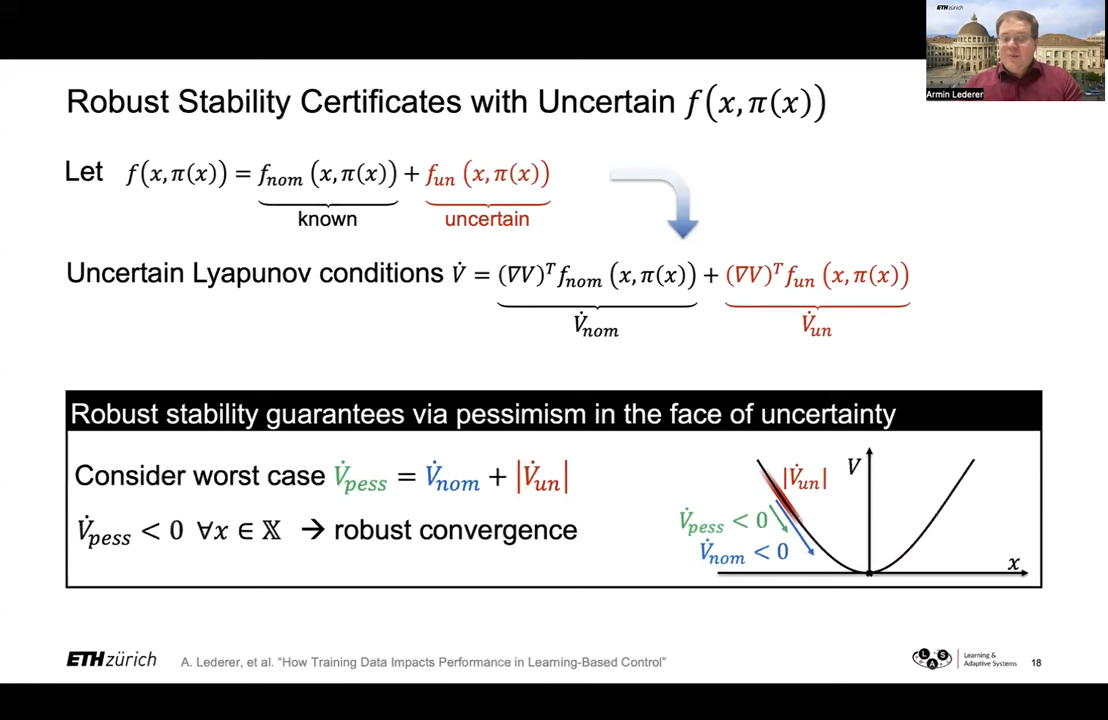 ETHzürich
Armin Lederer
Robust Stability Certificates with Uncertain f(x, π(x))
Let f(x, π(x)) = f_nom (x, π(x)) + f_un (x, π(x))
known uncertain
Uncertain Lyapunov conditions V̇ = (∇V)^T f_nom (x, π(x)) + (∇V)^T f_un (x, π(x))
V̇_nom V̇_un
Robust stability guarantees via pessimism in the face of uncertainty
Consider worst case V̇_pess = V̇_nom + |V̇_un|
V̇_pess < 0 ∀x ∈ 𝕏 → robust convergence
V |V̇_un|
V̇_pess < 0
V̇_nom < 0
x
ETHzürich A. Lederer, et al. "How Training Data Impacts Performance in Learning-Based Control"
L A S Learning &
Adaptive Systems 18